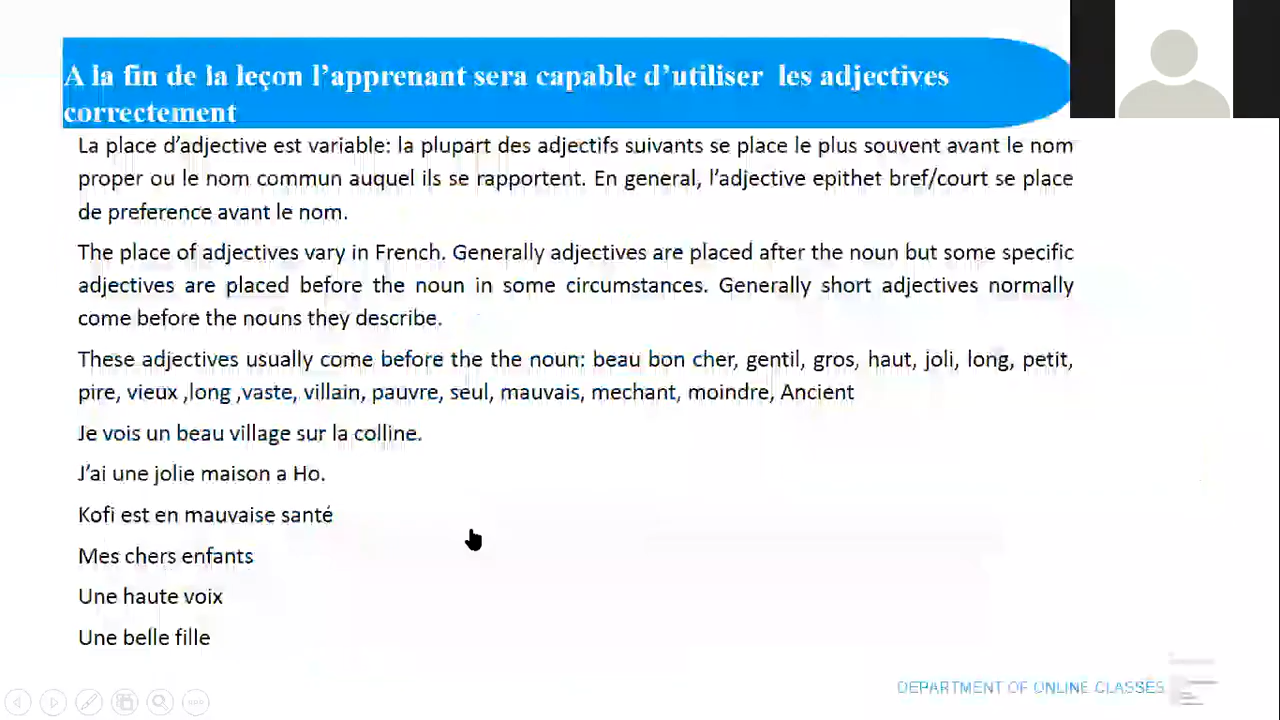 A la fin de la leçon l’apprenant sera capable d’utiliser les adjectives
correctement
La place d’adjective est variable: la plupart des adjectifs suivants se place le plus souvent avant le nom
proper ou le nom commun auquel ils se rapportent. En general, l’adjective epithet bref/court se place
de preference avant le nom.
The place of adjectives vary in French. Generally adjectives are placed after the noun but some specific
adjectives are placed before the noun in some circumstances. Generally short adjectives normally
come before the nouns they describe.
These adjectives usually come before the the noun: beau bon cher, gentil, gros, haut, joli, long, petit,
pire, vieux ,long ,vaste, villain, pauvre, seul, mauvais, mechant, moindre, Ancient
Je vois un beau village sur la colline.
J’ai une jolie maison a Ho.
Kofi est en mauvaise santé
Mes chers enfants
Une haute voix
Une belle fille
DEPARTMENT OF ONLINE CLASSES